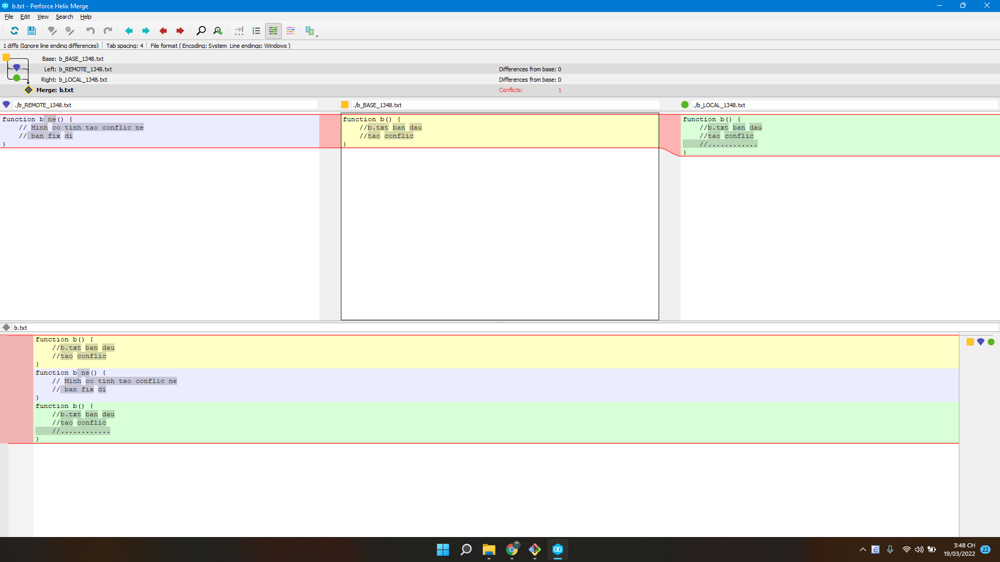 b.txt - Perforce Helix Merge
File Edit View Search Help
1 diffs (Ignore line ending differences) Tab spacing: 4 File format ( Encoding: System Line endings: Windows )
Base: b_BASE_1348.txt
Left: b_REMOTE_1348.txt Differences from base: 0
Right: b_LOCAL_1348.txt Differences from base: 0
Merge: b.txt Conflicts: 1
./b_REMOTE_1348.txt
function b ne() {
    // Minh co tinh tao conflic ne
    // ban fix di
}
./b_BASE_1348.txt
function b() {
    //b.txt ban dau
    //tao conflic
}
./b_LOCAL_1348.txt
function b() {
    //b.txt ban dau
    //tao conflic
    //............
}
b.txt
function b() {
    //b.txt ban dau
    //tao conflic
}
function b ne() {
    // Minh co tinh tao conflic ne
    // ban fix di
}
function b() {
    //b.txt ban dau
    //tao conflic
    //............
}
E
3:48 CH
19/03/2022
22